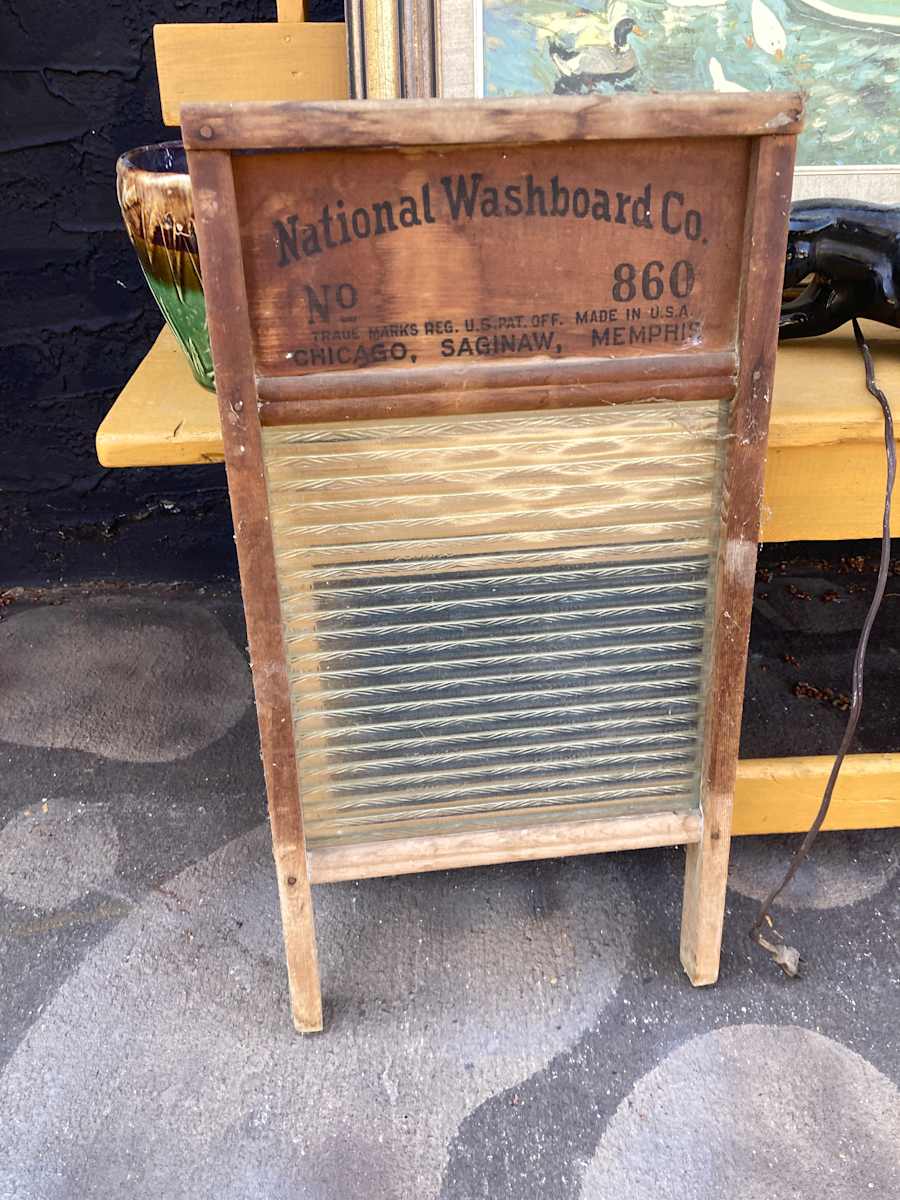 National Washboard Co.
No 860
TRADE MARKS REG. U.S. PAT. OFF. MADE IN U.S.A.
CHICAGO, SAGINAW, MEMPHIS